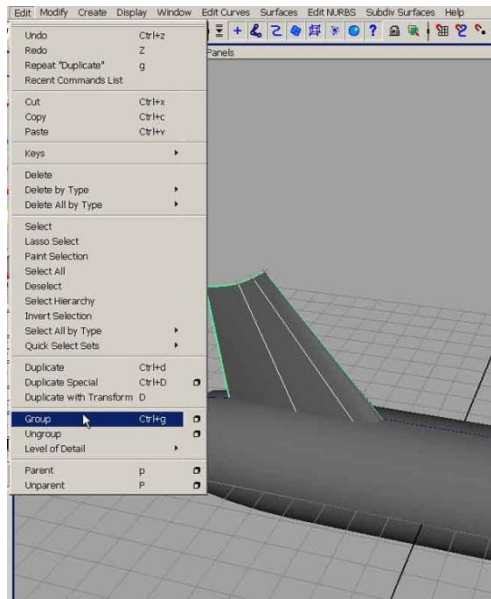 Edit Modify Create Display Window Edit Curves Surfaces Edit NURBS Subdiv Surfaces Help
Panels
Undo Ctrl+z
Redo Z
Repeat "Duplicate" g
Recent Commands List
Cut Ctrl+x
Copy Ctrl+c
Paste Ctrl+v
Keys
Delete
Delete by Type
Delete All by Type
Select
Lasso Select
Paint Selection
Select All
Deselect
Select Hierarchy
Invert Selection
Select All by Type
Quick Select Sets
Duplicate Ctrl+d
Duplicate Special Ctrl+D
Duplicate with Transform D
Group Ctrl+g
Ungroup
Level of Detail
Parent p
Unparent P